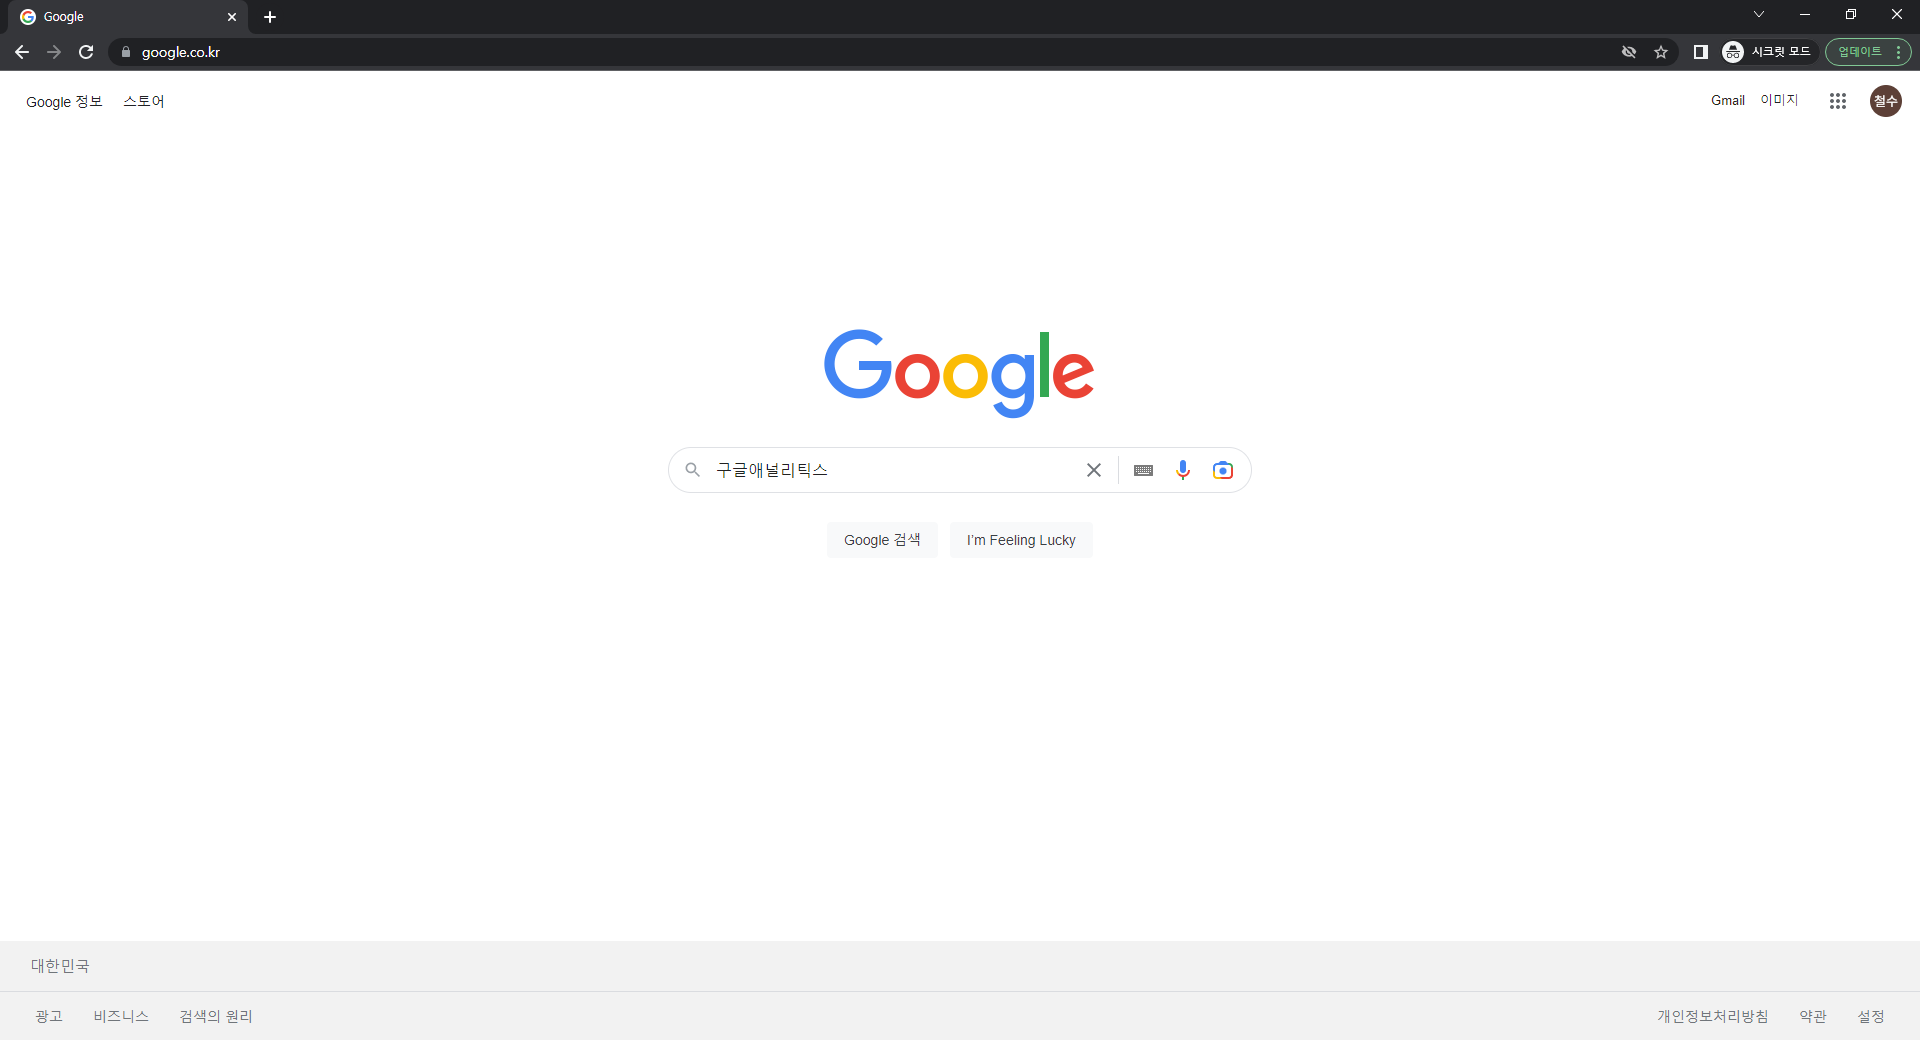 Google
google.co.kr
시크릿 모드
업데이트
Google 정보 스토어
Gmail 이미지
철수
Google
구글애널리틱스
Google 검색
I'm Feeling Lucky
대한민국
광고 비즈니스 검색의 원리
개인정보처리방침 약관 설정